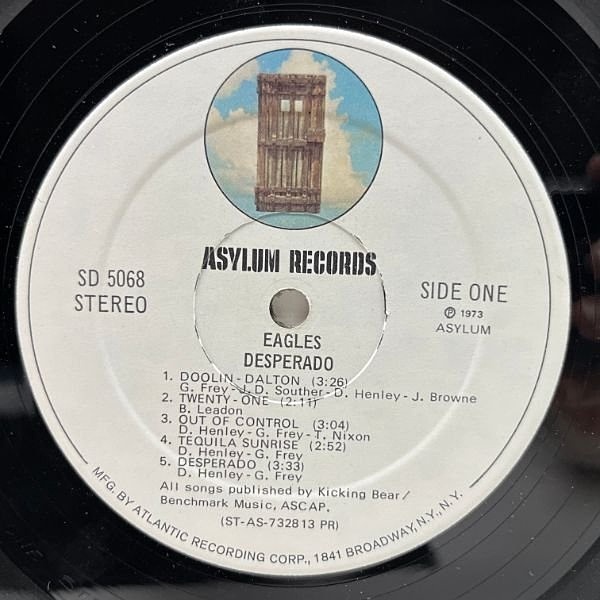 ASYLUM RECORDS
SD 5068
STEREO
SIDE ONE
℗ 1973
ASYLUM
EAGLES
DESPERADO
1. DOOLIN-DALTON (3:26)
G. Frey-J.D. Souther-D. Henley-J. Browne
2. TWENTY-ONE (2:11)
B. Leadon
3. OUT OF CONTROL (3:04)
D. Henley-G. Frey-T. Nixon
4. TEQUILA SUNRISE (2:52)
D. Henley-G. Frey
5. DESPERADO (3:33)
D. Henley-G. Frey
All songs published by Kicking Bear/
Benchmark Music, ASCAP.
(ST-AS-732813 PR)
MFG. BY ATLANTIC RECORDING CORP., 1841 BROADWAY, N.Y., N.Y.